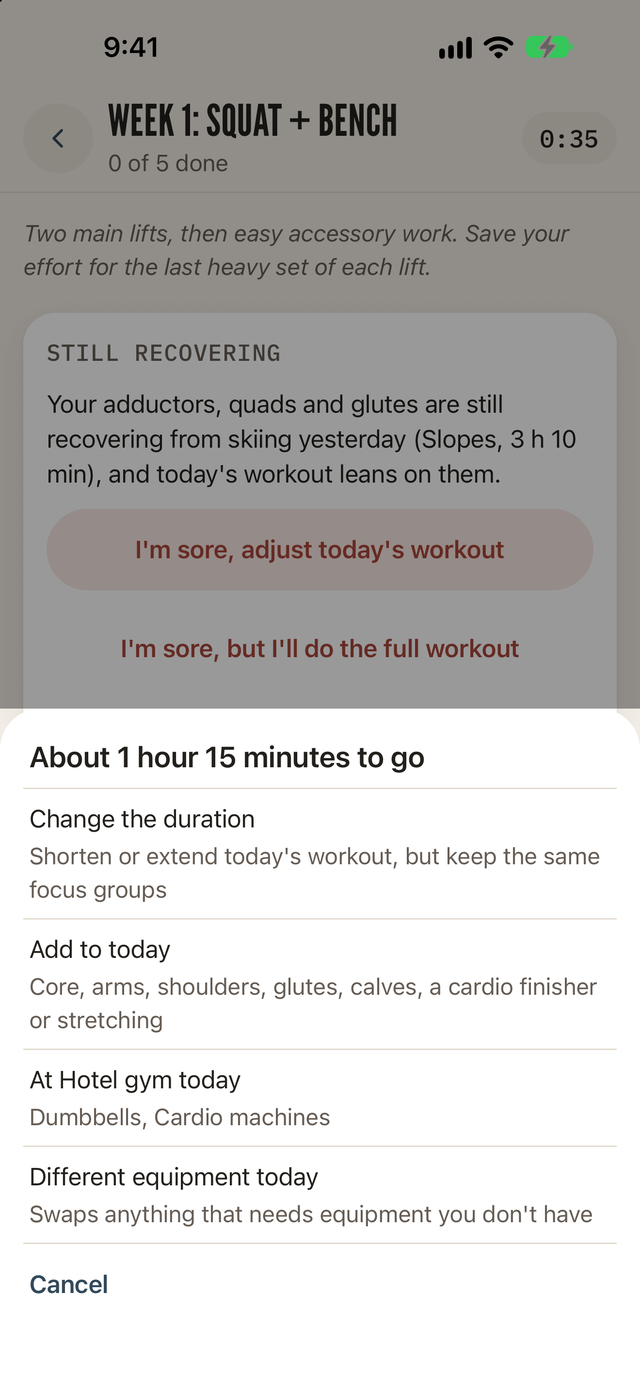 9:41
WEEK 1: SQUAT + BENCH
0 of 5 done
0:35
Two main lifts, then easy accessory work. Save your
effort for the last heavy set of each lift.
STILL RECOVERING
Your adductors, quads and glutes are still
recovering from skiing yesterday (Slopes, 3 h 10
min), and today's workout leans on them.
I'm sore, adjust today's workout
I'm sore, but I'll do the full workout
About 1 hour 15 minutes to go
Change the duration
Shorten or extend today's workout, but keep the same
focus groups
Add to today
Core, arms, shoulders, glutes, calves, a cardio finisher
or stretching
At Hotel gym today
Dumbbells, Cardio machines
Different equipment today
Swaps anything that needs equipment you don't have
Cancel